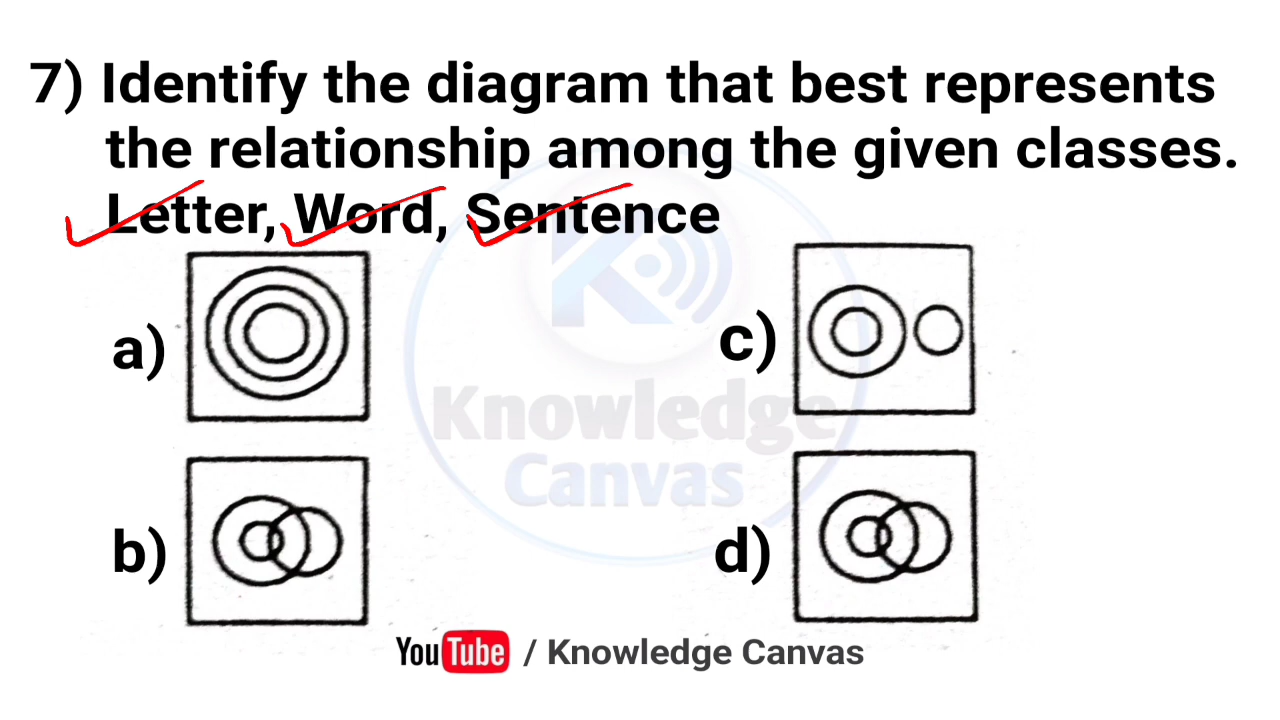 7) Identify the diagram that best represents
the relationship among the given classes.
Letter, Word, Sentence
a)
c)
Knowledge
Canvas
b)
d)
YouTube / Knowledge Canvas